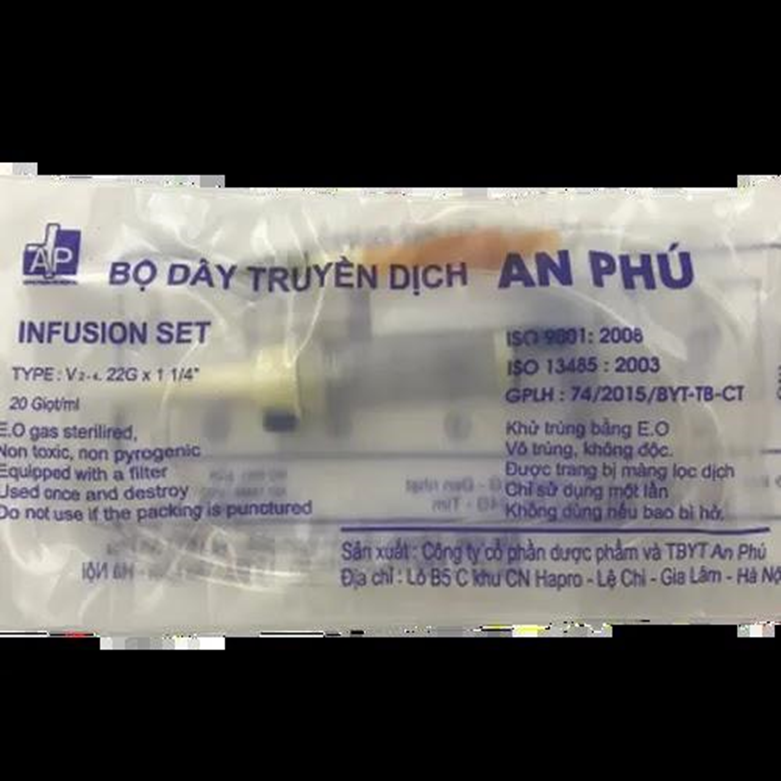 AP
BỘ DÂY TRUYỀN DỊCH AN PHÚ
INFUSION SET
TYPE : V2-4. 22G x 1 1/4"
20 Giọt/ml
E.O gas sterilired,
Non toxic, non pyrogenic
Equipped with a filter
Used once and destroy
Do not use if the packing is punctured
ISO 9001: 2008
ISO 13485 : 2003
GPLH : 74/2015/BYT-TB-CT
Khử trùng bằng E.O
Vô trùng, không độc.
Được trang bị màng lọc dịch
Chỉ sử dụng một lần
Không dùng nếu bao bì hở.
Sản xuất : Công ty cổ phần dược phẩm và TBYT An Phú
Địa chỉ : Lô B5 C khu CN Hapro - Lệ Chi - Gia Lâm - Hà Nội